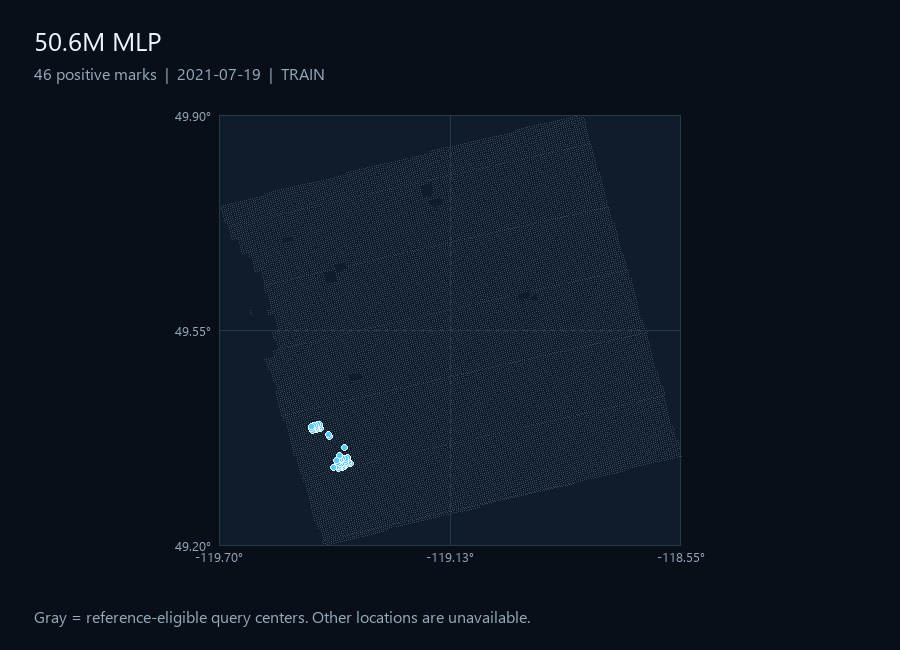 50.6M MLP
46 positive marks | 2021-07-19 | TRAIN
49.90°
49.55°
49.20°
-119.70°
-119.13°
-118.55°
Gray = reference-eligible query centers. Other locations are unavailable.